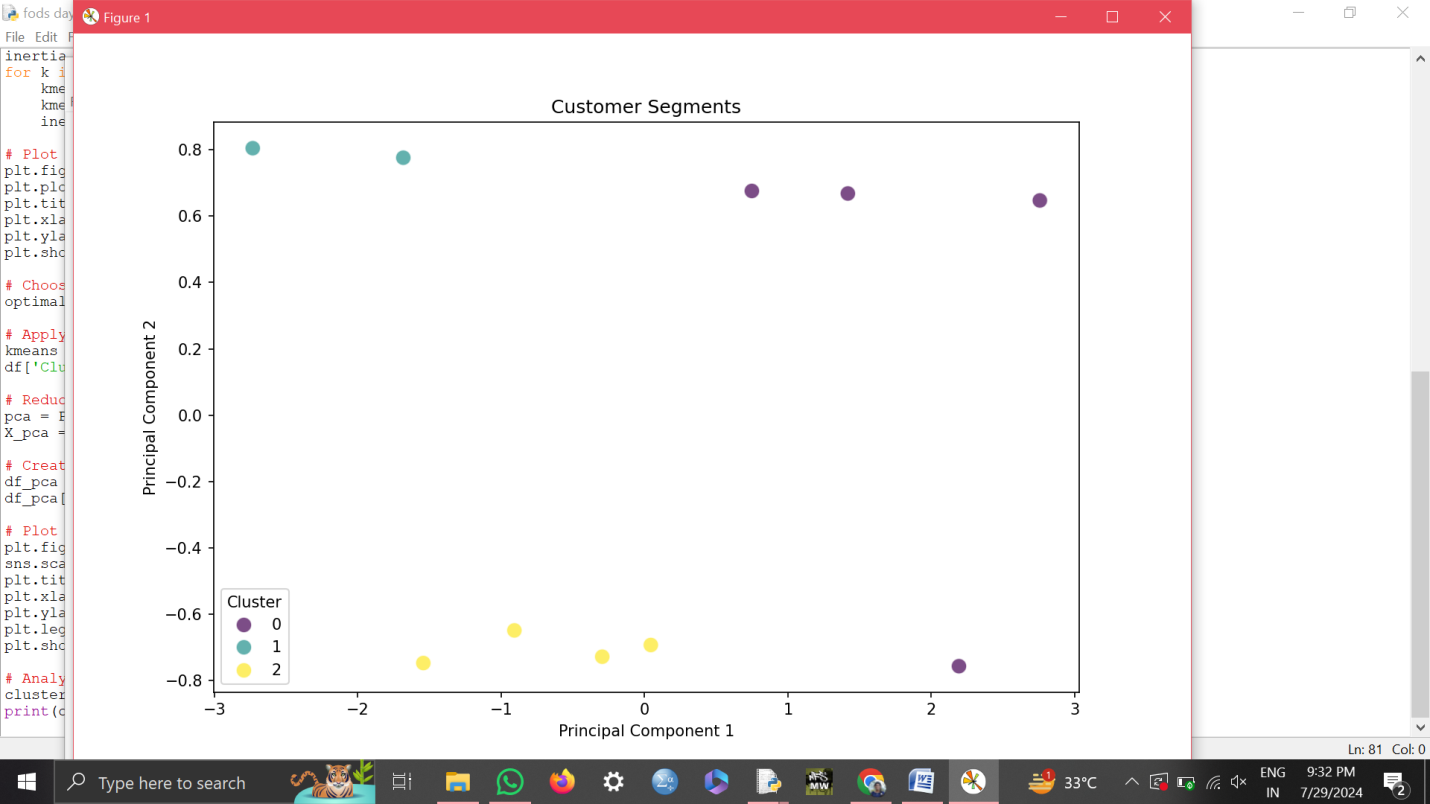 fods day
Figure 1
File Edit F
inertia
for k i
kme
kme
ine
# Plot
plt.fig
plt.plo
plt.tit
plt.xla
plt.yla
plt.sho
# Choos
optimal
# Apply
kmeans
df['Clu
# Reduc
pca = P
X_pca =
# Creat
df_pca
df_pca[
# Plot
plt.fig
sns.sca
plt.tit
plt.xla
plt.yla
plt.leg
plt.sho
# Analy
cluster
print(c
Customer Segments
Principal Component 2
0.8
0.6
0.4
0.2
0.0
−0.2
−0.4
−0.6
−0.8
Cluster
0
1
2
−3 −2 −1 0 1 2 3
Principal Component 1
Ln: 81 Col: 0
Type here to search
MW
1
33°C
ENG
IN
9:32 PM
7/29/2024
2